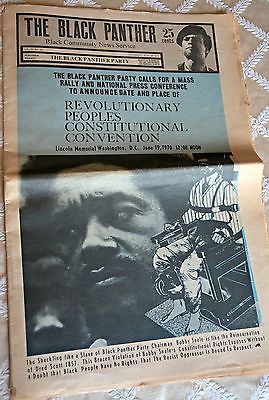 THE BLACK PANTHER
25 cents
Black Community News Service
THE BLACK PANTHER PARTY
THE BLACK PANTHER PARTY CALLS FOR A MASS
RALLY AND NATIONAL PRESS CONFERENCE
TO ANNOUNCE DATE AND PLACE OF
REVOLUTIONARY
PEOPLES
CONSTITUTIONAL
CONVENTION
Lincoln Memorial Washington, D.C. June 19, 1970 12:00 NOON
The Shackling like a Slave of Black Panther Party Chairman Bobby Seale is like the Reincarnation
of Dred Scott 1857. This Brazen Violation of Bobby Seale's Constitutional Rights Exposes Without
a Doubt that Black People have No Rights That The Racist Oppressor Is Bound To Respect